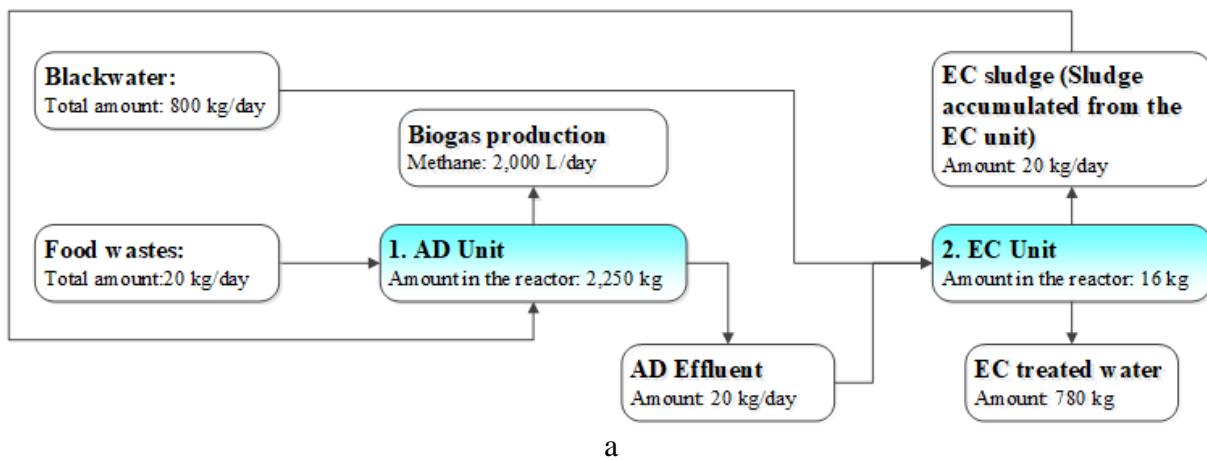 Blackwater:
Total amount: 800 kg/day
Biogas production
Methane: 2,000 L/day
EC sludge (Sludge
accumulated from the
EC unit)
Amount: 20 kg/day
Food wastes:
Total amount:20 kg/day
1. AD Unit
Amount in the reactor: 2,250 kg
2. EC Unit
Amount in the reactor: 16 kg
AD Effluent
Amount: 20 kg/day
EC treated water
Amount: 780 kg
a